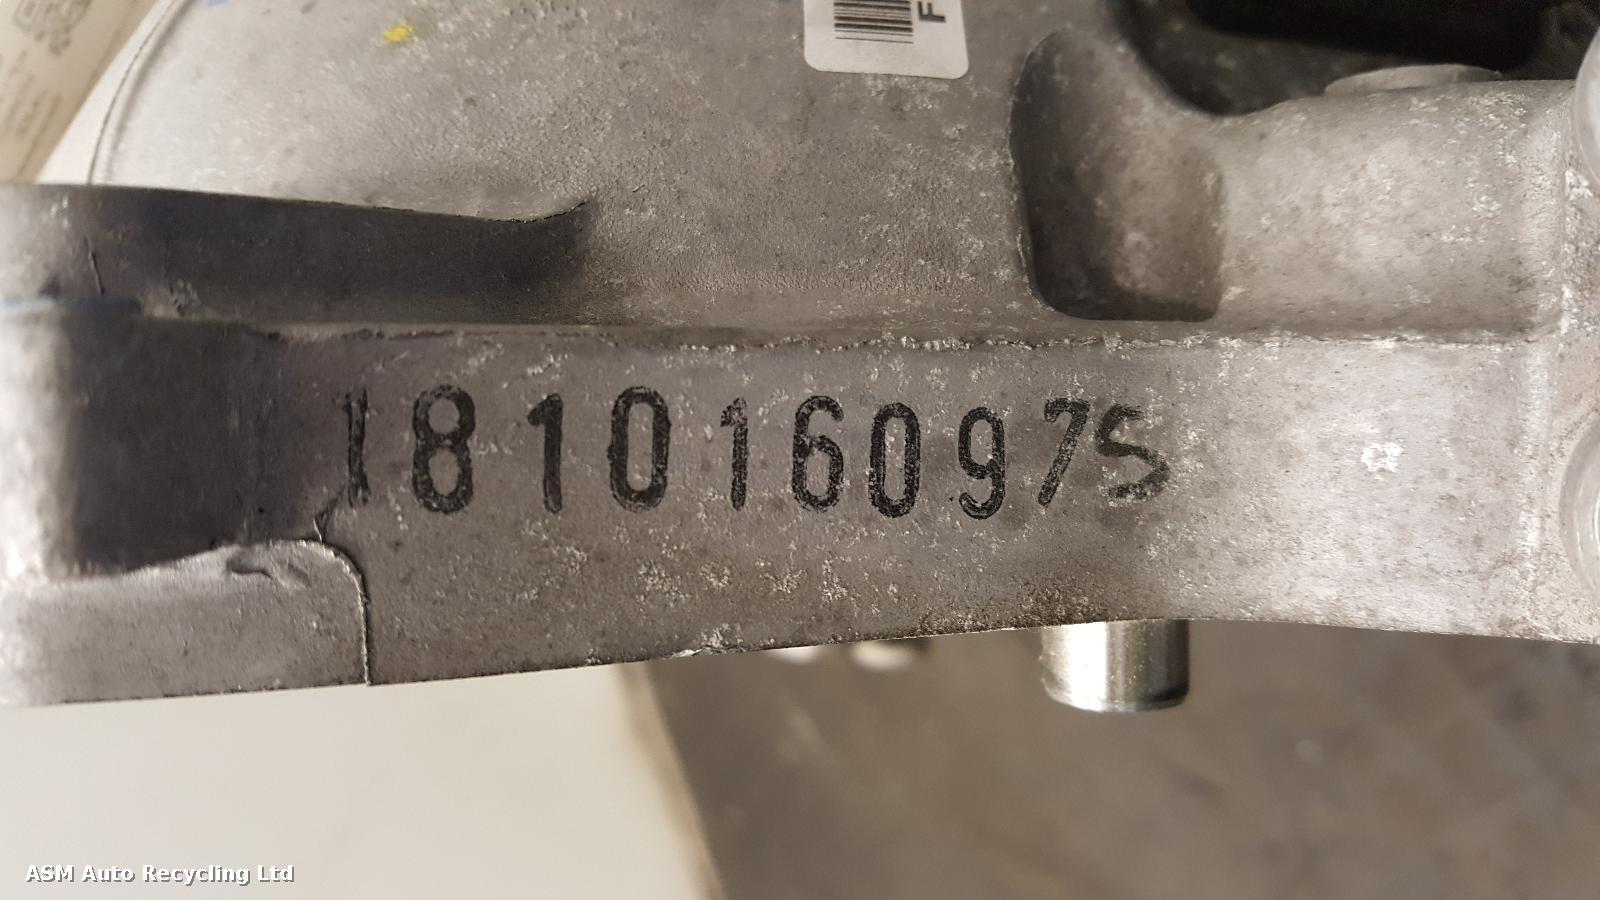 F
1810160975
ASM Auto Recycling Ltd